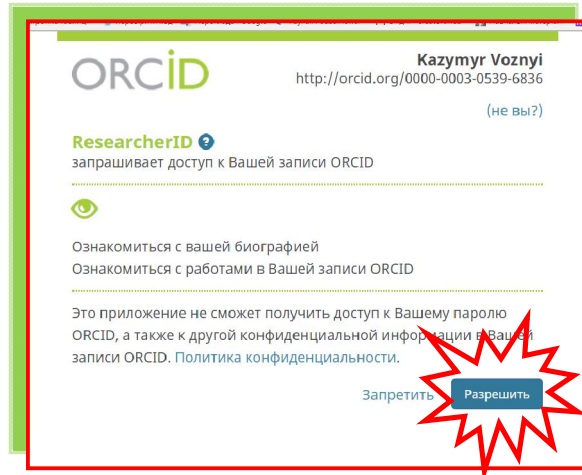 ORCID
Kazymyr Voznyi
http://orcid.org/0000-0003-0539-6836
(не вы?)
ResearcherID ?
запрашивает доступ к Вашей записи ORCID
Ознакомиться с вашей биографией
Ознакомиться с работами в Вашей записи ORCID
Это приложение не сможет получить доступ к Вашему паролю
ORCID, а также к другой конфиденциальной информации в Вашей
записи ORCID. Политика конфиденциальности.
Запретить Разрешить